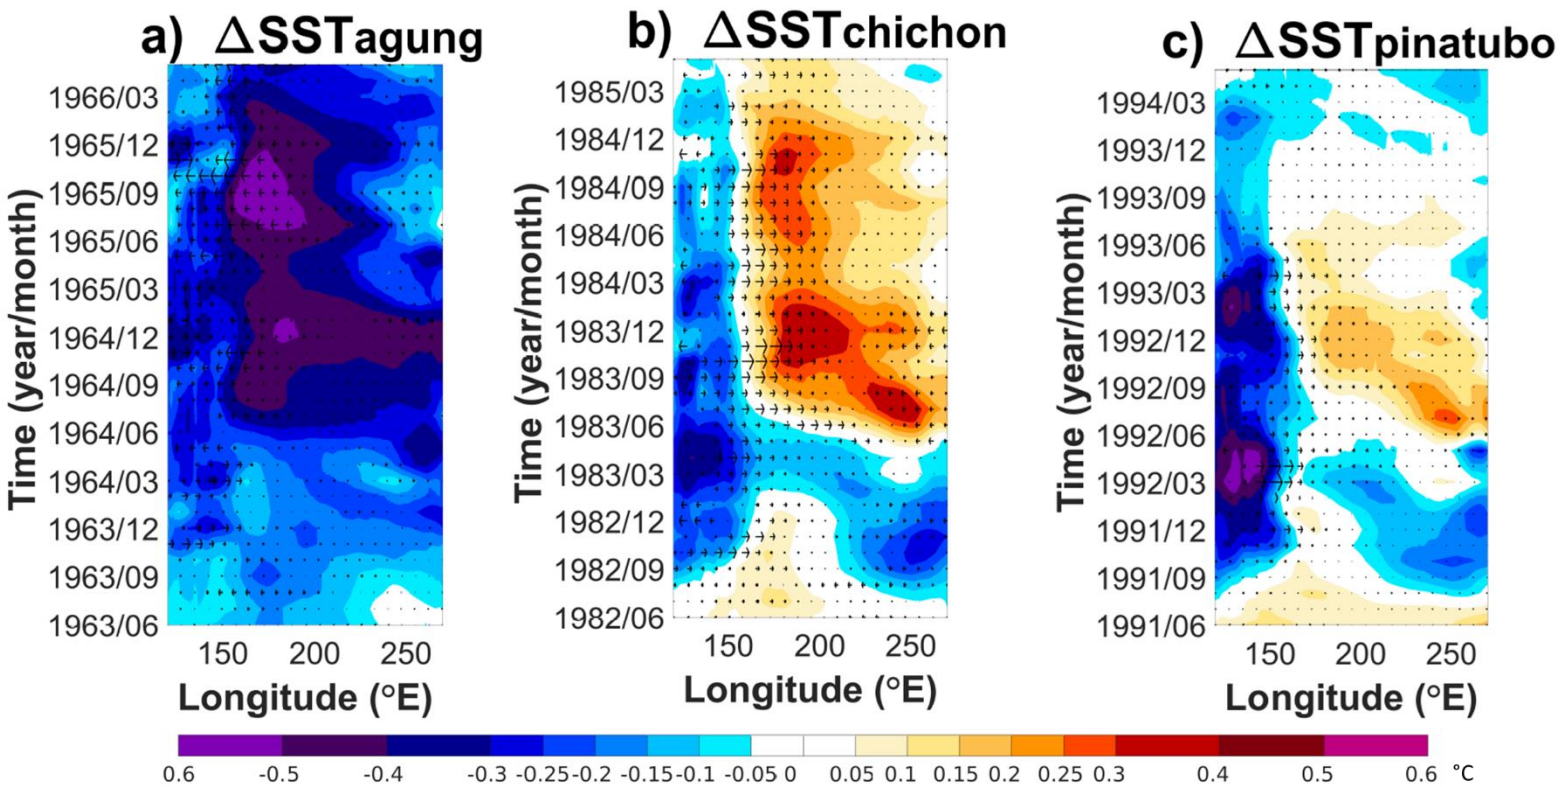 a) ΔSSTagung
b) ΔSSTchichon
c) ΔSSTpinatubo
Time (year/month)
1966/03
1965/12
1965/09
1965/06
1965/03
1964/12
1964/09
1964/06
1964/03
1963/12
1963/09
1963/06
150 200 250
Longitude (°E)
Time (year/month)
1985/03
1984/12
1984/09
1984/06
1984/03
1983/12
1983/09
1983/06
1983/03
1982/12
1982/09
1982/06
150 200 250
Longitude (°E)
Time (year/month)
1994/03
1993/12
1993/09
1993/06
1993/03
1992/12
1992/09
1992/06
1992/03
1991/12
1991/09
1991/06
150 200 250
Longitude (°E)
0.6 -0.5 -0.4 -0.3 -0.25 -0.2 -0.15 -0.1 -0.05 0 0.05 0.1 0.15 0.2 0.25 0.3 0.4 0.5 0.6 °C